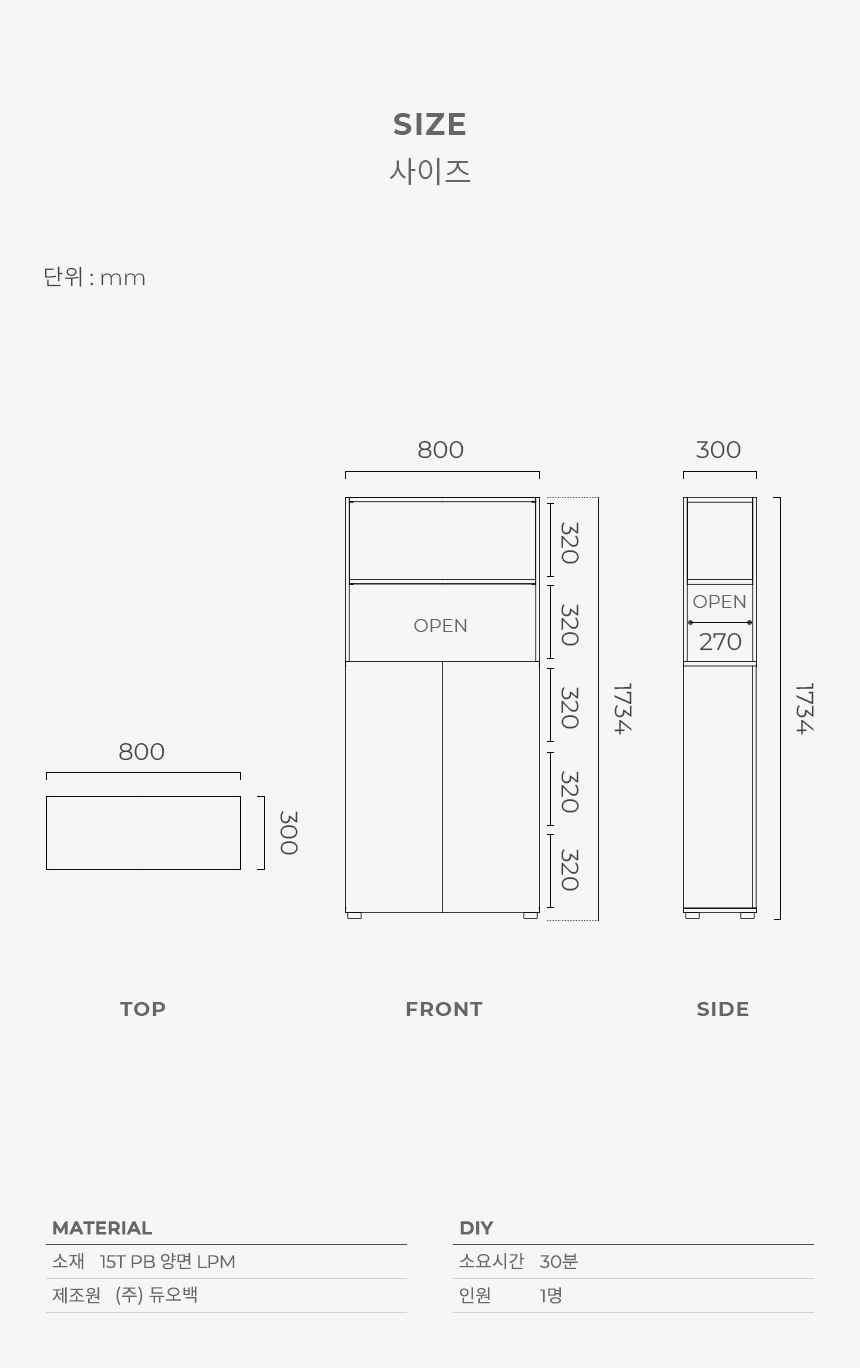 SIZE
사이즈
단위 : mm
800
300
320
OPEN
320
OPEN
270
320
1734
1734
800
320
300
320
TOP
FRONT
SIDE
MATERIAL
소재 15T PB 양면 LPM
제조원 (주) 듀오백
DIY
소요시간 30분
인원 1명